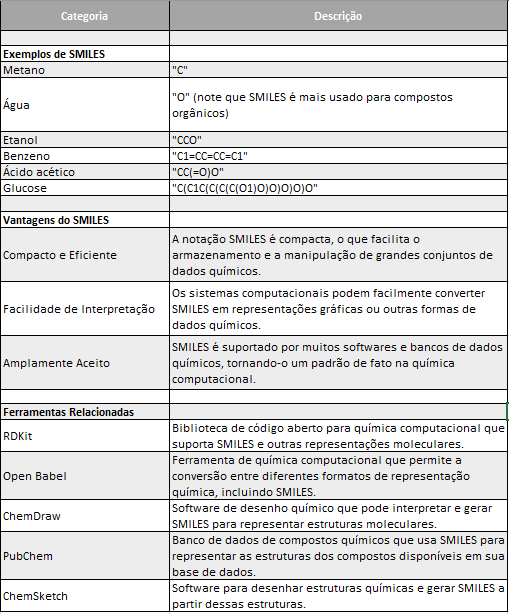 Categoria Descrição
Exemplos de SMILES
Metano "C"
Água "O" (note que SMILES é mais usado para compostos
orgânicos)
Etanol "CCO"
Benzeno "C1=CC=CC=C1"
Ácido acético "CC(=O)O"
Glucose "C(C1C(C(C(C(O1)O)O)O)O)O"
Vantagens do SMILES
Compacto e Eficiente
A notação SMILES é compacta, o que facilita o
armazenamento e a manipulação de grandes conjuntos de
dados químicos.
Facilidade de Interpretação
Os sistemas computacionais podem facilmente converter
SMILES em representações gráficas ou outras formas de
dados químicos.
Amplamente Aceito
SMILES é suportado por muitos softwares e bancos de dados
químicos, tornando-o um padrão de fato na química
computacional.
Ferramentas Relacionadas
RDKit
Biblioteca de código aberto para química computacional que
suporta SMILES e outras representações moleculares.
Open Babel
Ferramenta de química computacional que permite a
conversão entre diferentes formatos de representação
química, incluindo SMILES.
ChemDraw
Software de desenho químico que pode interpretar e gerar
SMILES para representar estruturas moleculares.
PubChem
Banco de dados de compostos químicos que usa SMILES para
representar as estruturas dos compostos disponíveis em sua
base de dados.
ChemSketch
Software para desenhar estruturas químicas e gerar SMILES a
partir dessas estruturas.